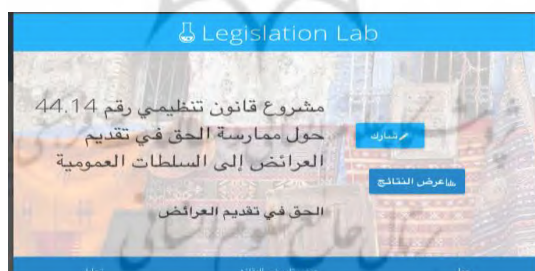 Legislation Lab
مشروع قانون تنظيمي رقم 44.14
حول ممارسة الحق في تقديم
العرائض إلى السلطات العمومية
الحق في تقديم العرائض
شارك
عرض النتائج